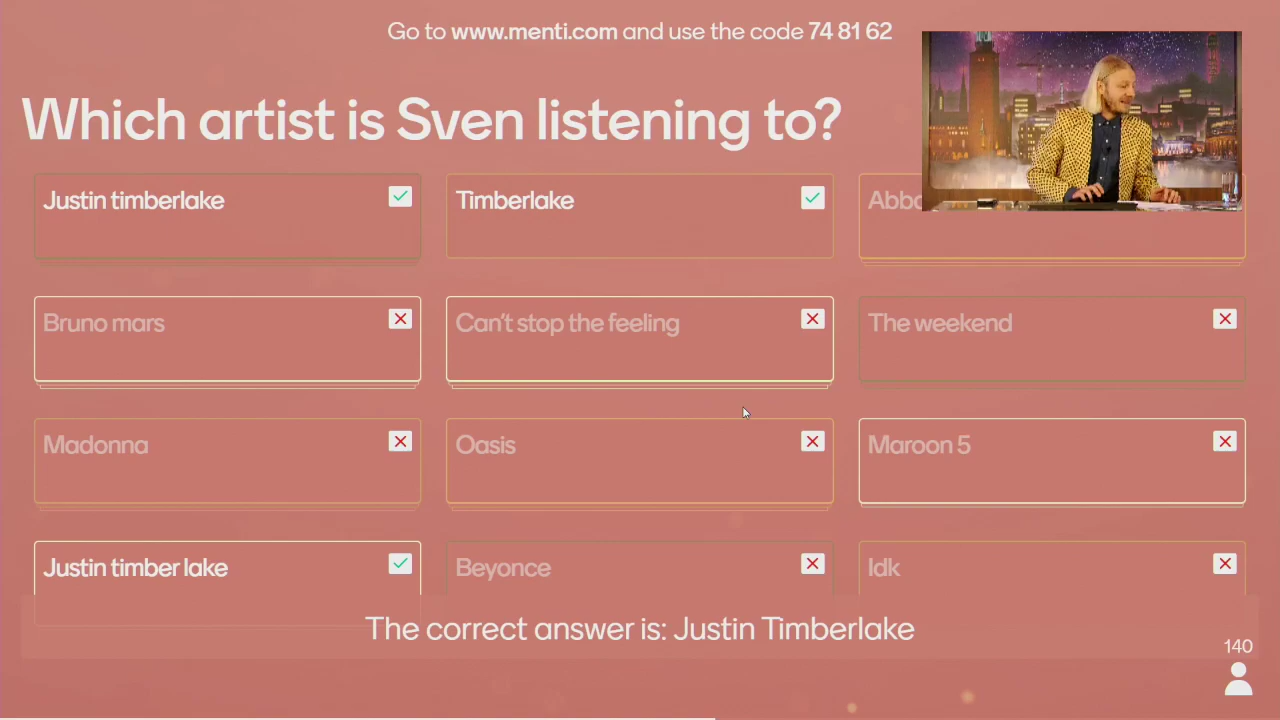 Go to www.menti.com and use the code 74 81 62
Which artist is Sven listening to?
Justin timberlake
Timberlake
Bruno mars
Can't stop the feeling
The weekend
Madonna
Oasis
Maroon 5
Justin timber lake
Beyonce
Idk
The correct answer is: Justin Timberlake
140